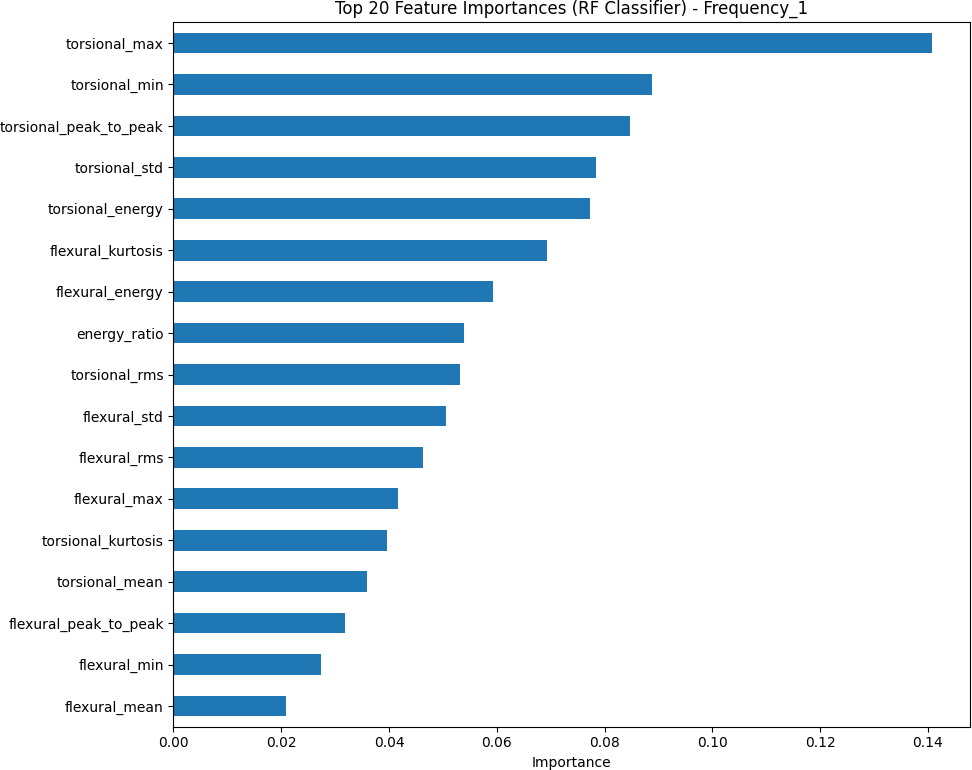 Top 20 Feature Importances (RF Classifier) - Frequency_1
torsional_max
torsional_min
torsional_peak_to_peak
torsional_std
torsional_energy
flexural_kurtosis
flexural_energy
energy_ratio
torsional_rms
flexural_std
flexural_rms
flexural_max
torsional_kurtosis
torsional_mean
flexural_peak_to_peak
flexural_min
flexural_mean
0.00 0.02 0.04 0.06 0.08 0.10 0.12 0.14
Importance